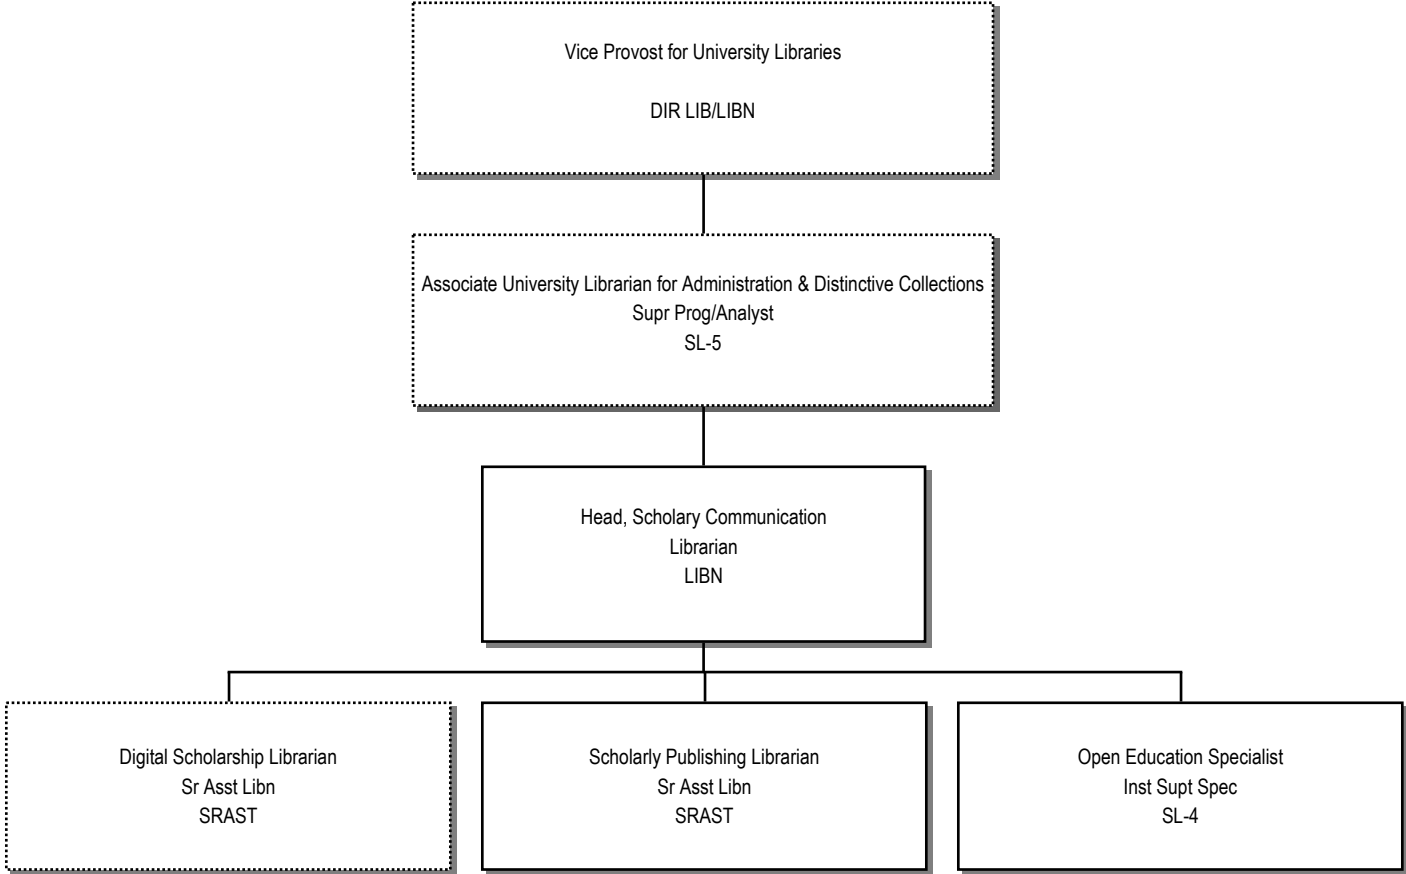 Vice Provost for University Libraries
DIR LIB/LIBN
Associate University Librarian for Administration & Distinctive Collections
Supr Prog/Analyst
SL-5
Head, Scholary Communication
Librarian
LIBN
Digital Scholarship Librarian
Sr Asst Libn
SRAST
Scholarly Publishing Librarian
Sr Asst Libn
SRAST
Open Education Specialist
Inst Supt Spec
SL-4